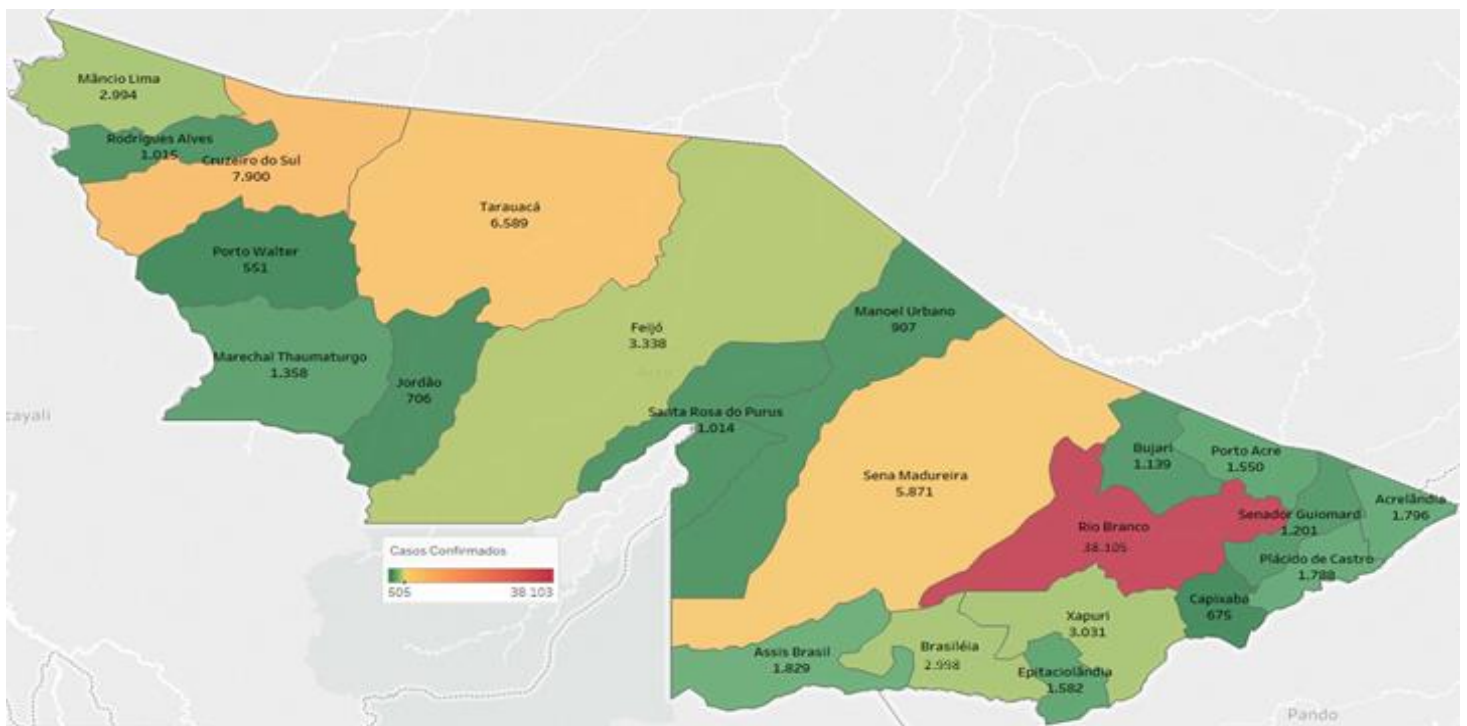 Mâncio Lima
2.994
Rodrigues Alves
1.015
Cruzeiro do Sul
7.900
Tarauacá
6.589
Porto Walter
551
Marechal Thaumaturgo
1.358
Jordão
706
Feijó
3.338
Acre
Manoel Urbano
907
Santa Rosa do Purus
1.014
cayali
Sena Madureira
5.871
Bujari
1.139
Porto Acre
1.550
Acrelândia
1.796
Senador Guiomard
1.201
Rio Branco
38.105
Plácido de Castro
1.788
Capixaba
675
Xapuri
3.031
Brasiléia
2.998
Epitaciolândia
1.582
Assis Brasil
1.829
Casos Confirmados
505 38 103
Pando